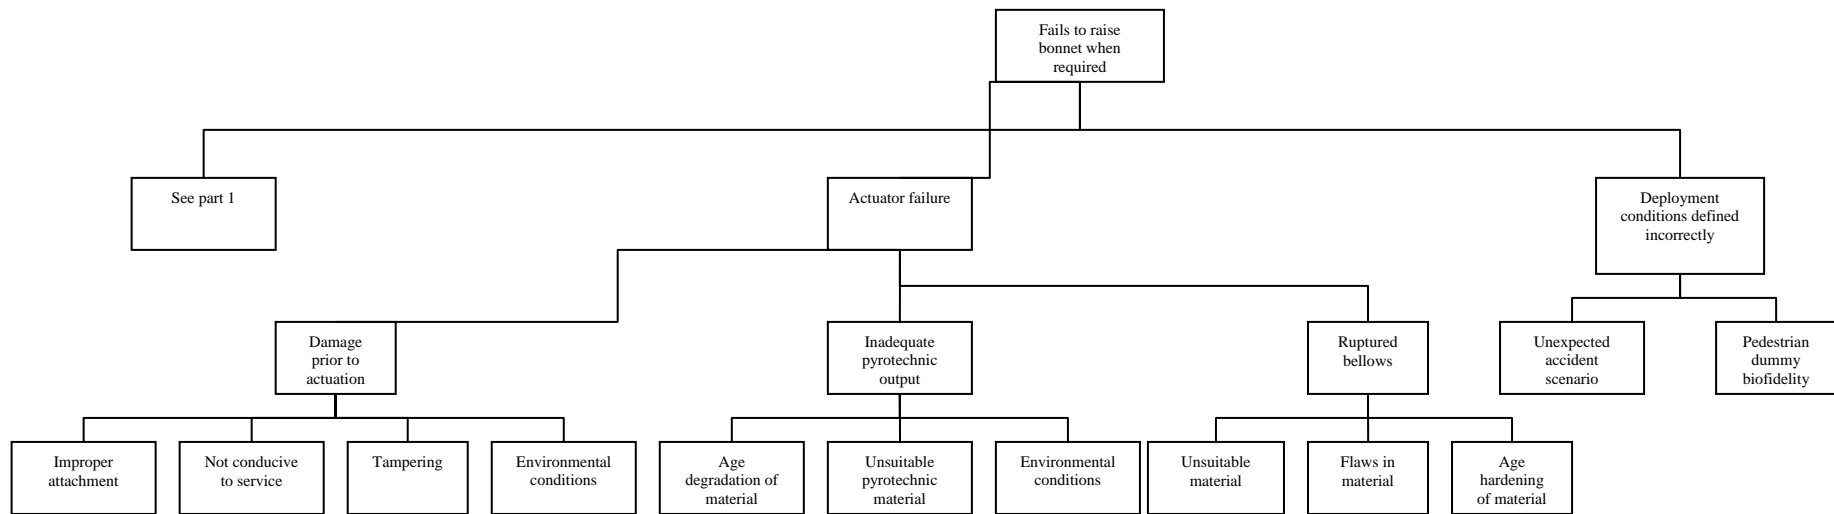 Fails to raise
bonnet when
required
See part 1
Actuator failure
Deployment
conditions defined
incorrectly
Damage
prior to
actuation
Inadequate
pyrotechnic
output
Ruptured
bellows
Unexpected
accident
scenario
Pedestrian
dummy
biofidelity
Improper
attachment
Not conducive
to service
Tampering
Environmental
conditions
Age
degradation of
material
Unsuitable
pyrotechnic
material
Environmental
conditions
Unsuitable
material
Flaws in
material
Age
hardening
of material